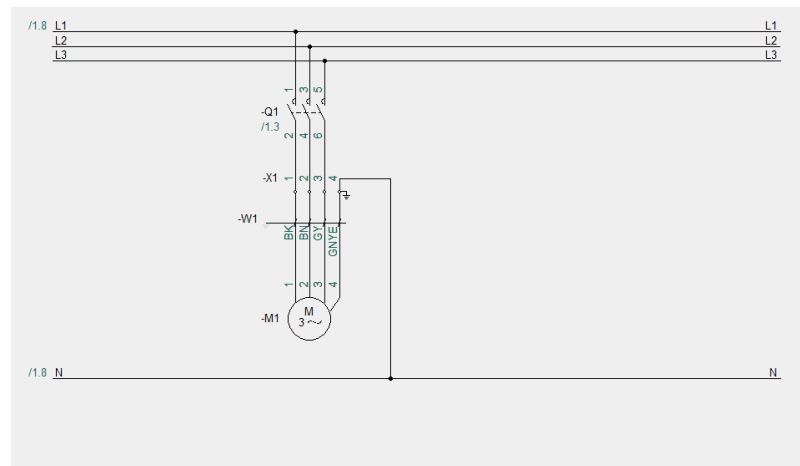 /1.8 L1 L1
L2 L2
L3 L3
1 3 5
-Q1
/1.3
2 4 6
-X1 1 2 3 4
-W1
BK BN GY GNYE
1 2 3 4
-M1 M
3
/1.8 N N